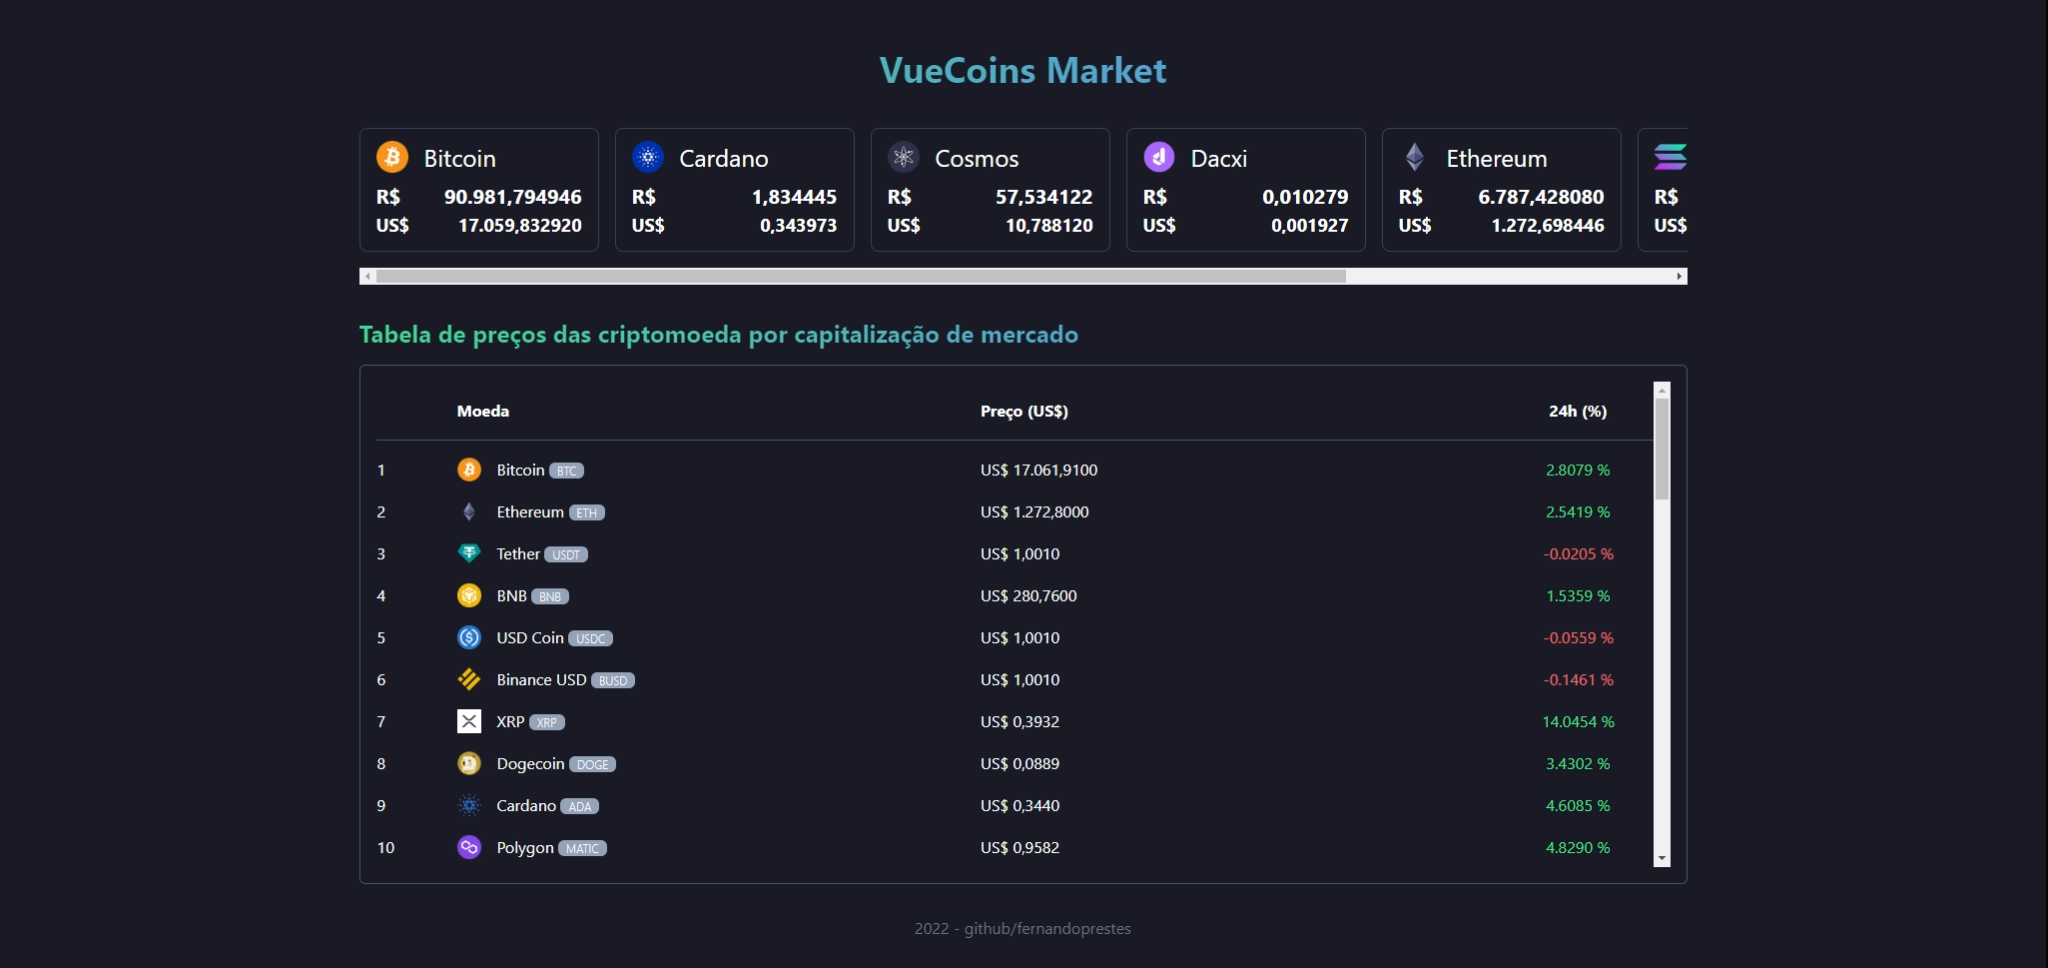 VueCoins Market
Bitcoin
R$ 90.981,794946
US$ 17.059,832920
Cardano
R$ 1,834445
US$ 0,343973
Cosmos
R$ 57,534122
US$ 10,788120
Dacxi
R$ 0,010279
US$ 0,001927
Ethereum
R$ 6.787,428080
US$ 1.272,698446
R$
US$
Tabela de preços das criptomoeda por capitalização de mercado
Moeda Preço (US$) 24h (%)
1 Bitcoin BTC US$ 17.061,9100 2.8079 %
2 Ethereum ETH US$ 1.272,8000 2.5419 %
3 Tether USDT US$ 1,0010 -0.0205 %
4 BNB BNB US$ 280,7600 1.5359 %
5 USD Coin USDC US$ 1,0010 -0.0559 %
6 Binance USD BUSD US$ 1,0010 -0.1461 %
7 XRP XRP US$ 0,3932 14.0454 %
8 Dogecoin DOGE US$ 0,0889 3.4302 %
9 Cardano ADA US$ 0,3440 4.6085 %
10 Polygon MATIC US$ 0,9582 4.8290 %
2022 - github/fernandoprestes